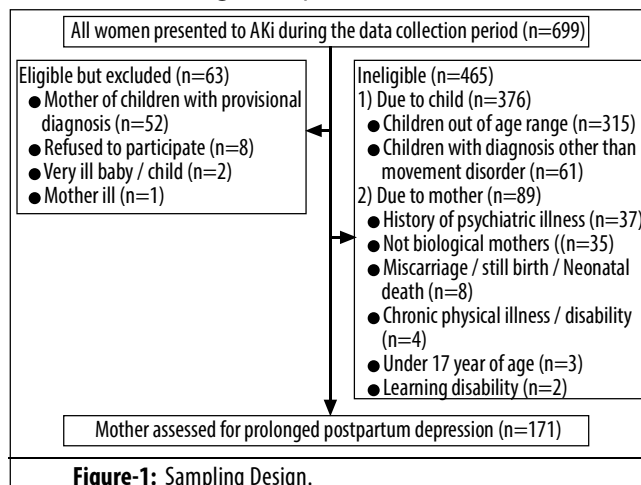 All women presented to AKi during the data collection period (n=699)
Eligible but excluded (n=63)
● Mother of children with provisional
diagnosis (n=52)
● Refused to participate (n=8)
● Very ill baby / child (n=2)
● Mother ill (n=1)
Ineligible (n=465)
1) Due to child (n=376)
● Children out of age range (n=315)
● Children with diagnosis other than
movement disorder (n=61)
2) Due to mother (n=89)
● History of psychiatric illness (n=37)
● Not biological mothers ((n=35)
● Miscarriage / still birth / Neonatal
death (n=8)
● Chronic physical illness / disability
(n=4)
● Under 17 year of age (n=3)
● Learning disability (n=2)
Mother assessed for prolonged postpartum depression (n=171)
Figure-1: Sampling Design.